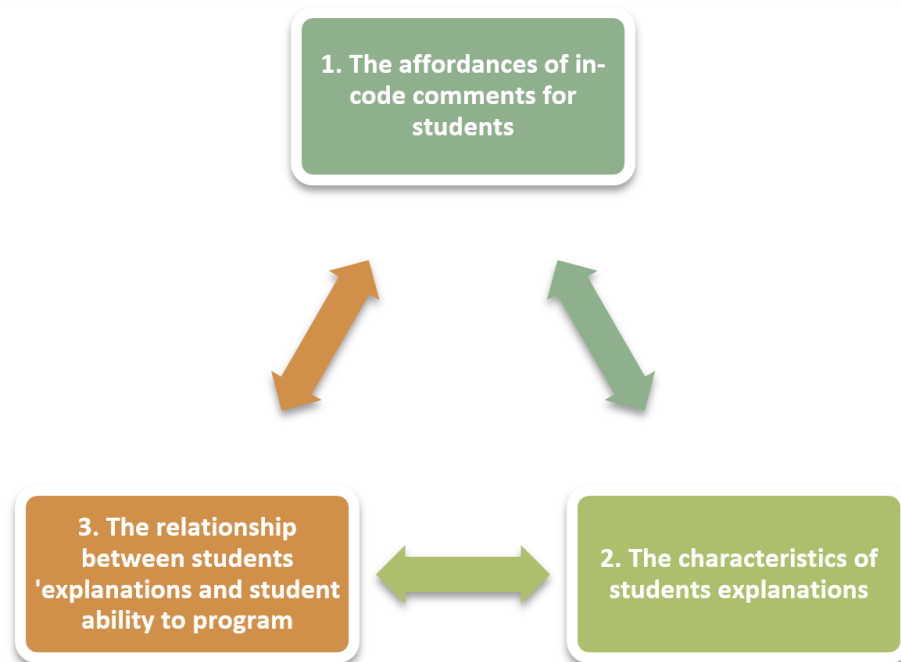 1. The affordances of in-
code comments for
students
3. The relationship
between students
'explanations and student
ability to program
2. The characteristics of
students explanations